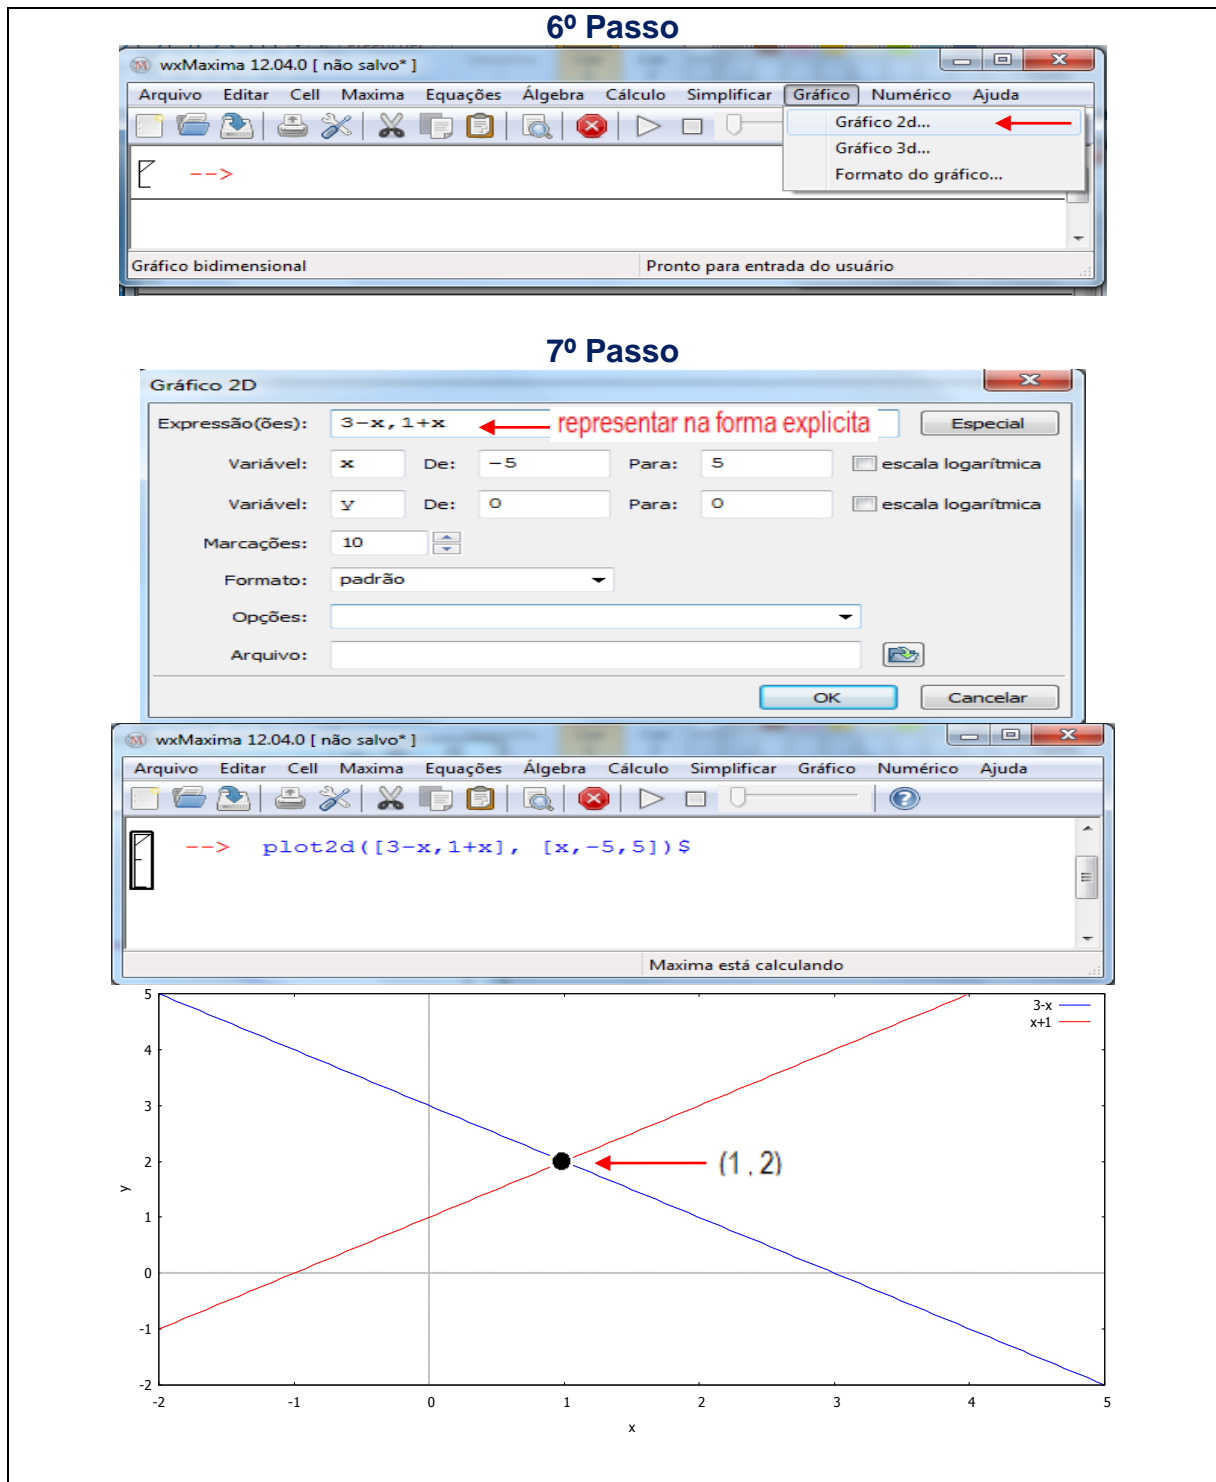 6º Passo
wxMaxima 12.04.0 [ não salvo* ]
Arquivo Editar Cell Maxima Equações Álgebra Cálculo Simplificar Gráfico Numérico Ajuda
Gráfico 2d...
Gráfico 3d...
Formato do gráfico...
-->
Gráfico bidimensional Pronto para entrada do usuário
7º Passo
Gráfico 2D
Expressão(ões): 3-x,1+x representar na forma explicita Especial
Variável: x De: -5 Para: 5 escala logarítmica
Variável: y De: 0 Para: 0 escala logarítmica
Marcações: 10
Formato: padrão
Opções:
Arquivo:
OK Cancelar
wxMaxima 12.04.0 [ não salvo* ]
Arquivo Editar Cell Maxima Equações Álgebra Cálculo Simplificar Gráfico Numérico Ajuda
--> plot2d([3-x,1+x], [x,-5,5])$
Maxima está calculando
5
3-x
x+1
4
3
2
(1 , 2)
y
1
0
-1
-2
-2 -1 0 1 2 3 4 5
x